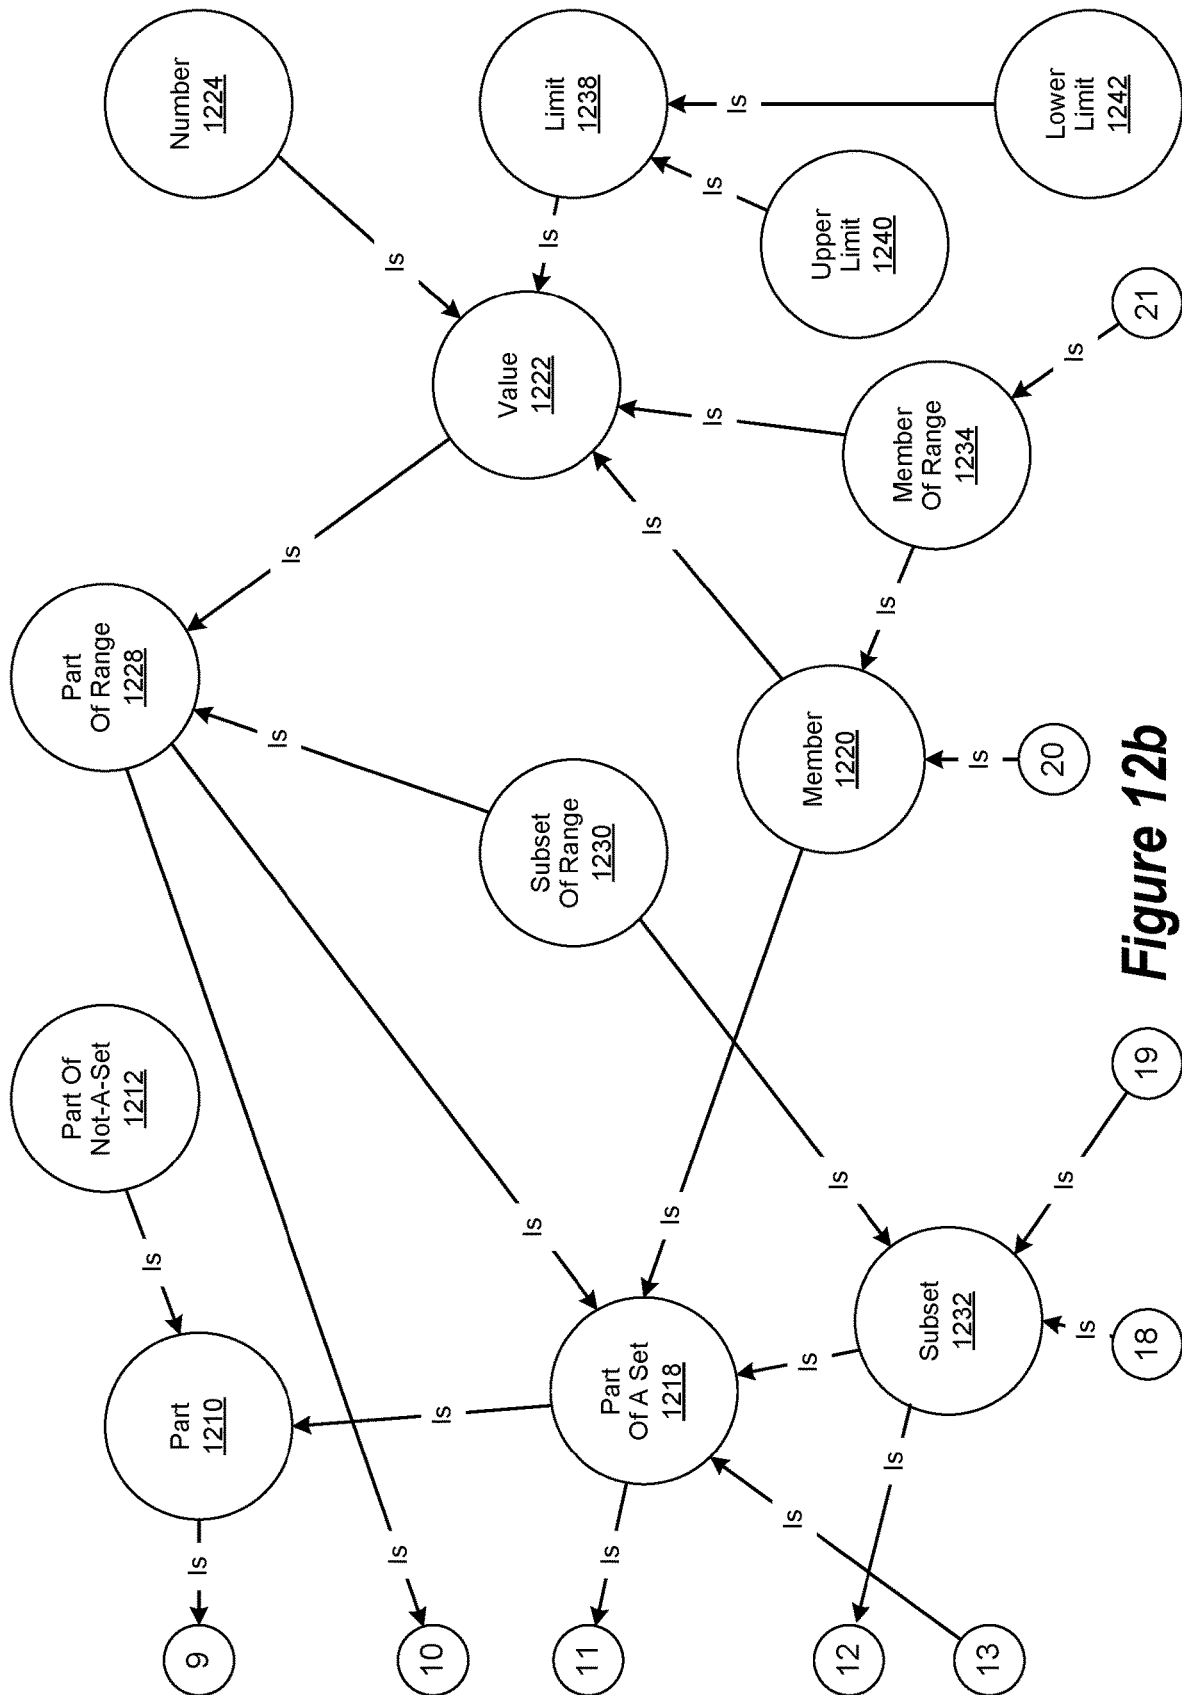 Part Of
Not-A-Set
1212
Part
Of Range
1228
Number
1224
9
Is
Part
1210
Is
Is
Is
Is
10
Is
Is
Value
1222
Is
Limit
1238
Is
Is
Subset
Of Range
1230
11
Is
Part
Of A Set
1218
Is
Is
Is
Is
Is
Is
Is
Is
Member
1220
Upper
Limit
1240
12
Is
Subset
1232
Is
Is
Member
Of Range
1234
13
Is
Is
Is
Is
Lower
Limit
1242
18
19
20
21
Figure 12b